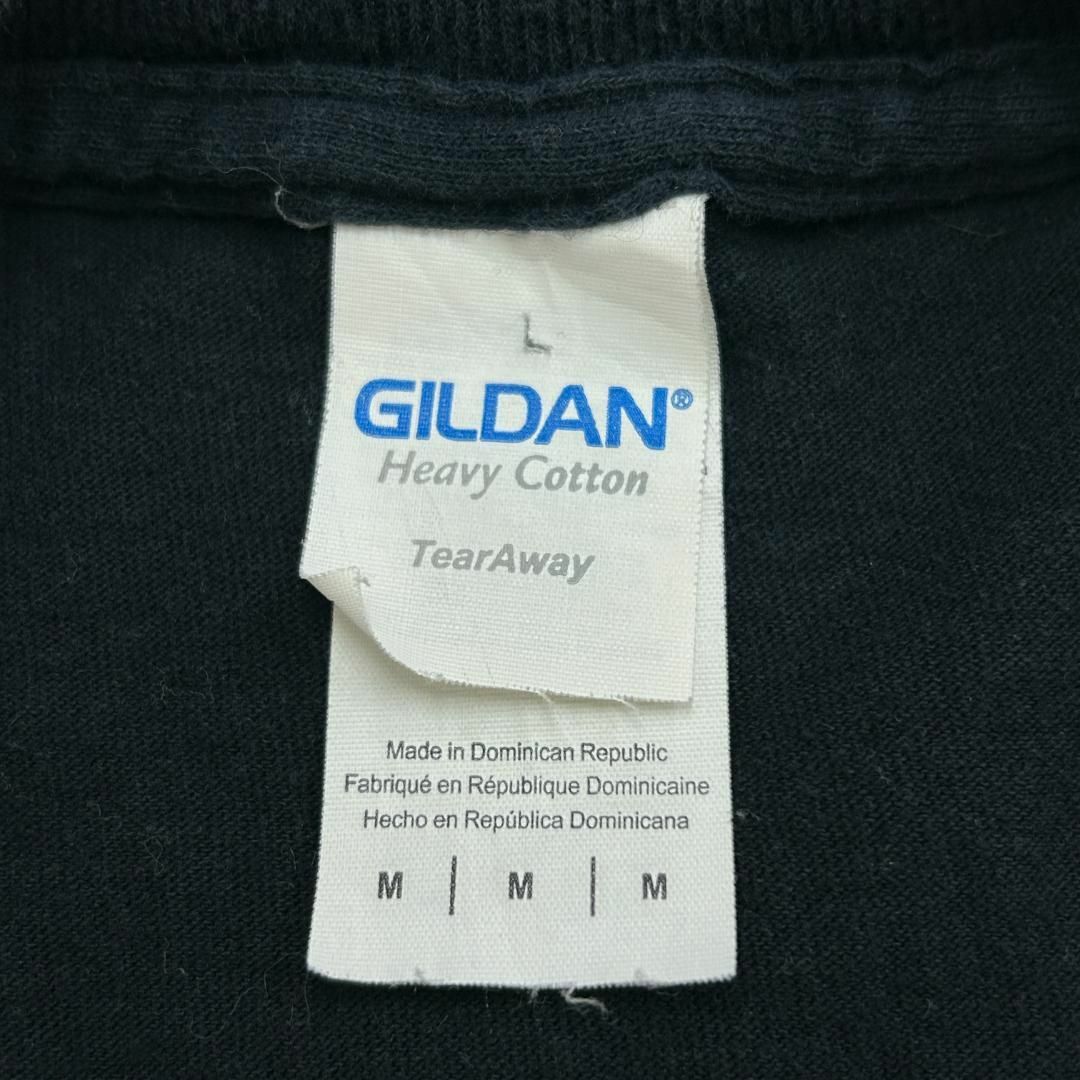 L
GILDAN®
Heavy Cotton
TearAway
Made in Dominican Republic
Fabriqué en République Dominicaine
Hecho en República Dominicana
M | M | M